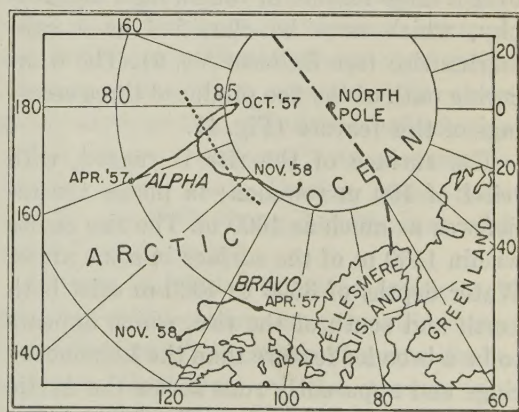 160
20
80
85
OCT. '57
180
NORTH
POLE
0
NOV. '58
APR. '57
ALPHA
OCEAN
160
20
ARCTIC
BRAVO
APR. '57
NOV. '58
ELLESMERE
ISLAND
GREENLAND
40
140
120
100
80
60